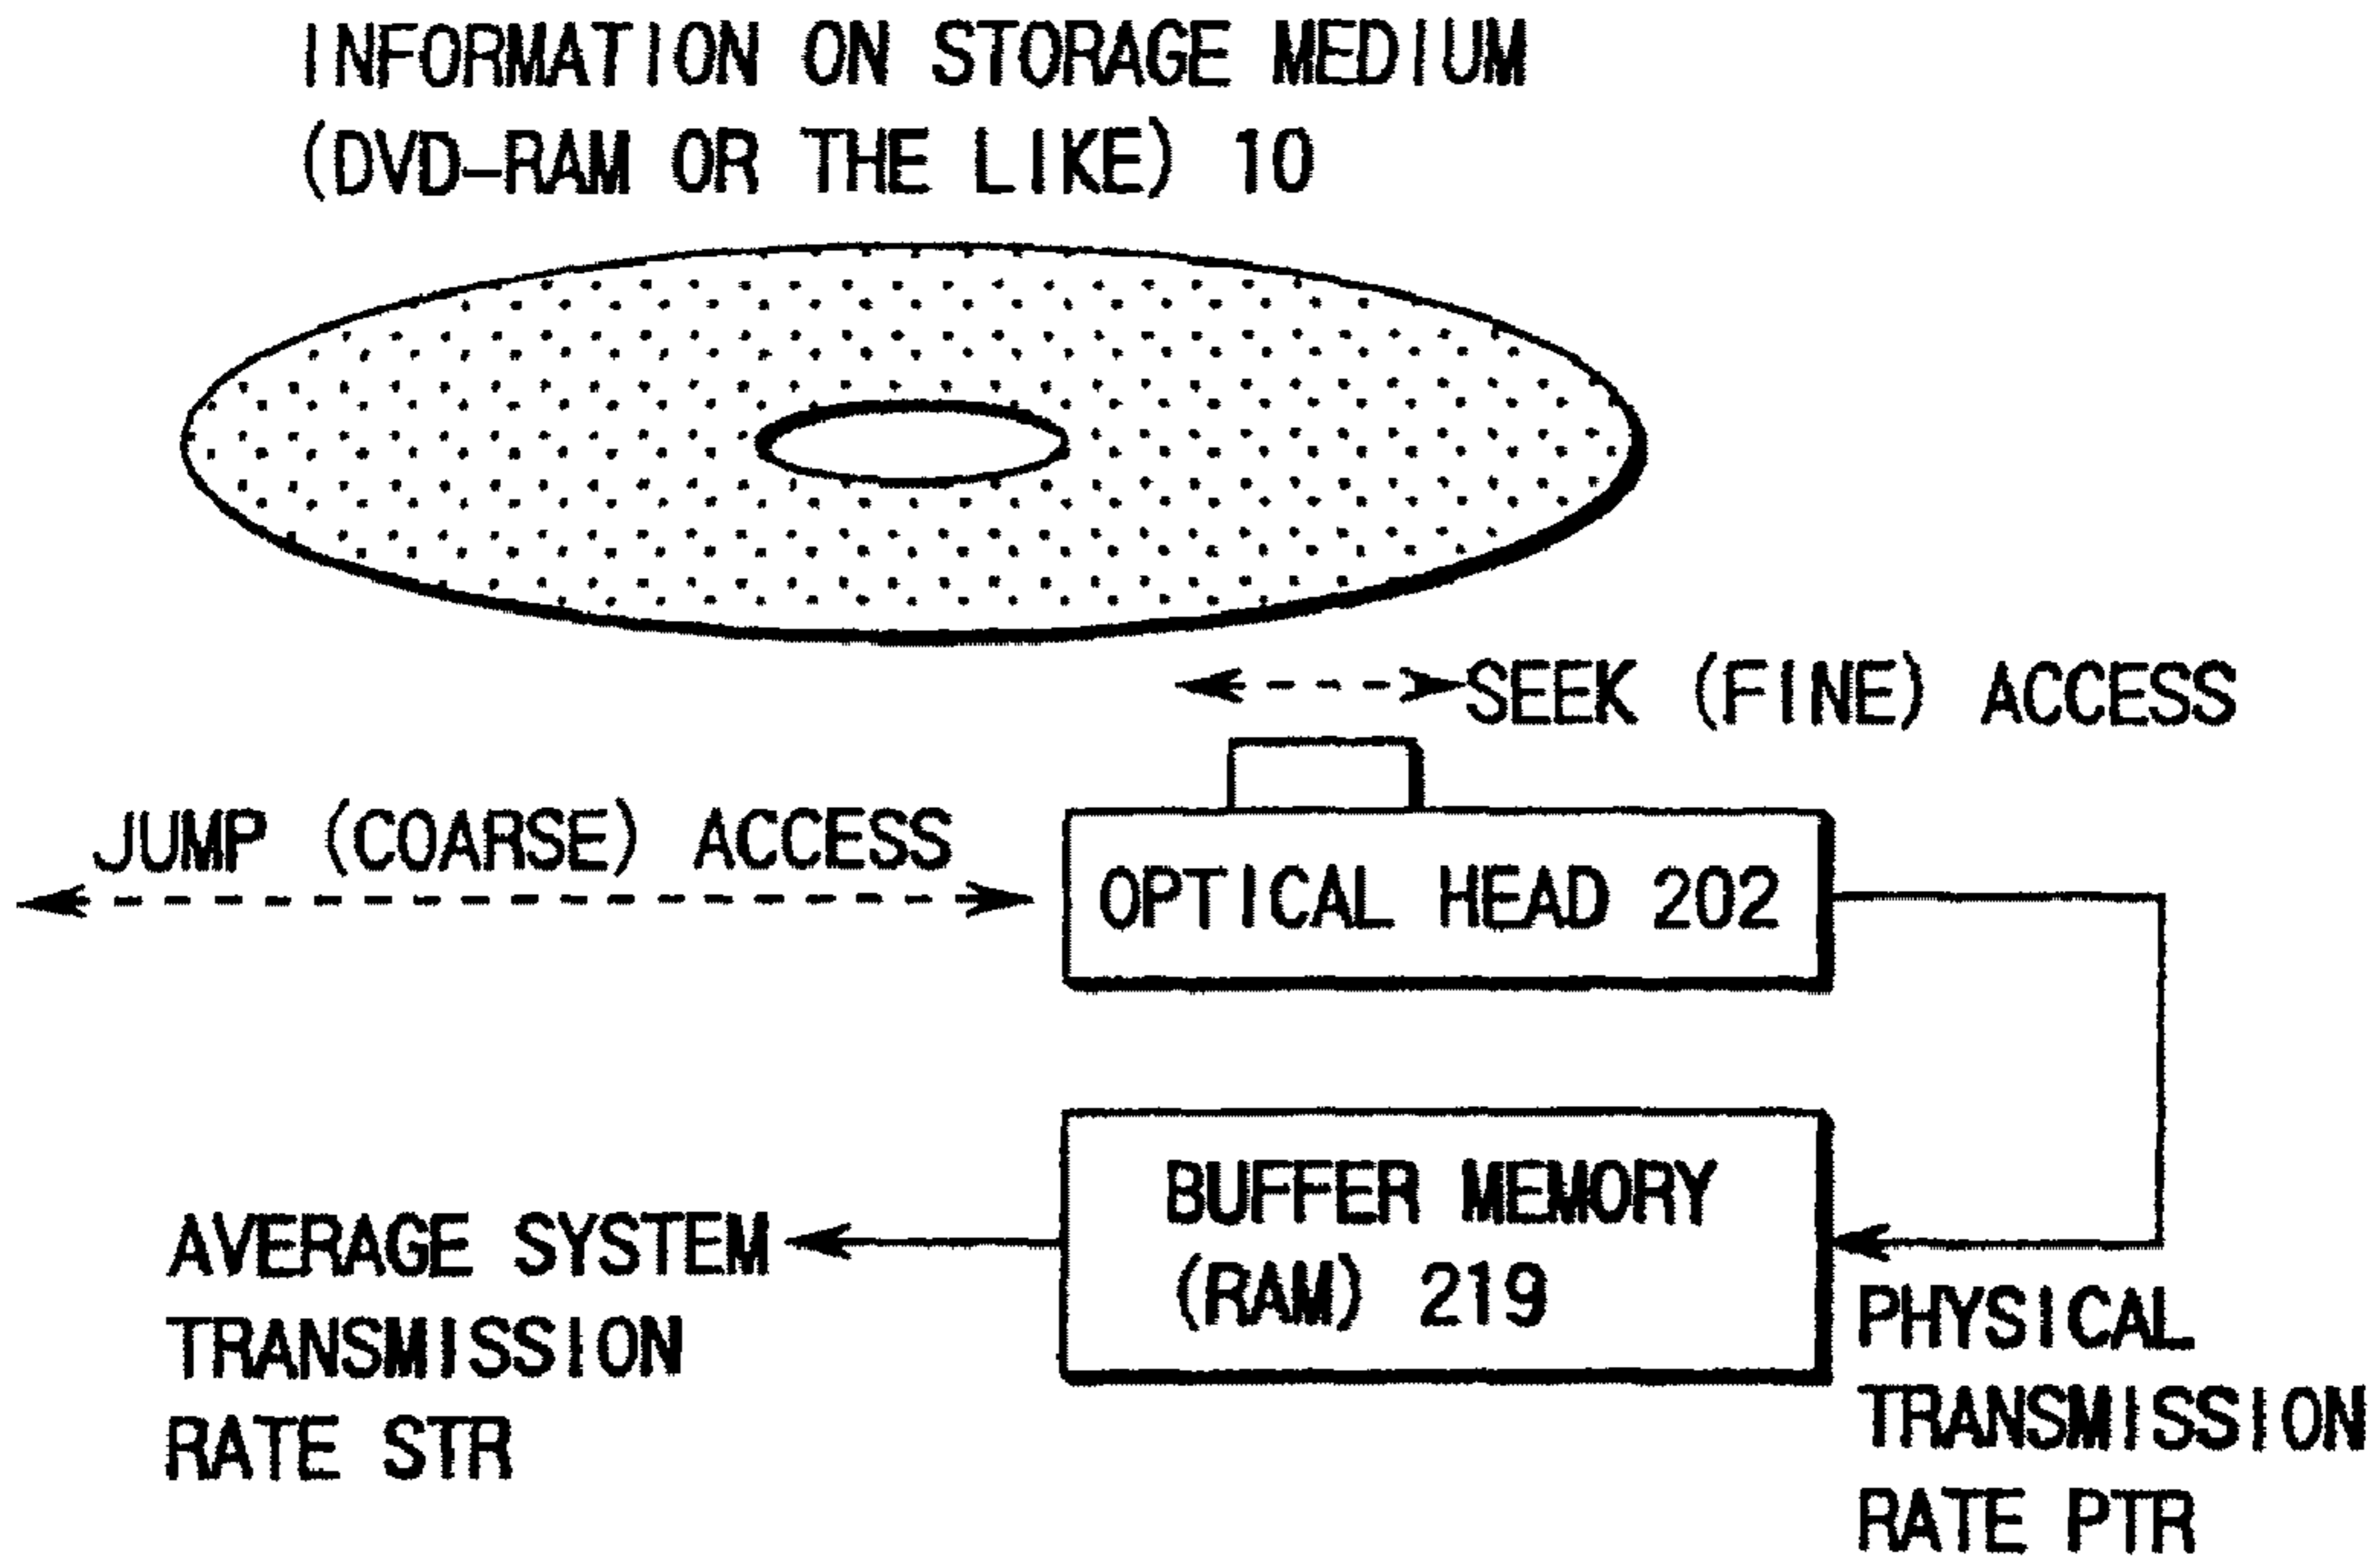 INFORMATION ON STORAGE MEDIUM
(DVD-RAM OR THE LIKE) 10
SEEK (FINE) ACCESS
JUMP (COARSE) ACCESS
OPTICAL HEAD 202
BUFFER MEMORY
(RAM) 219
AVERAGE SYSTEM
TRANSMISSION
RATE STR
PHYSICAL
TRANSMISSION
RATE PTR